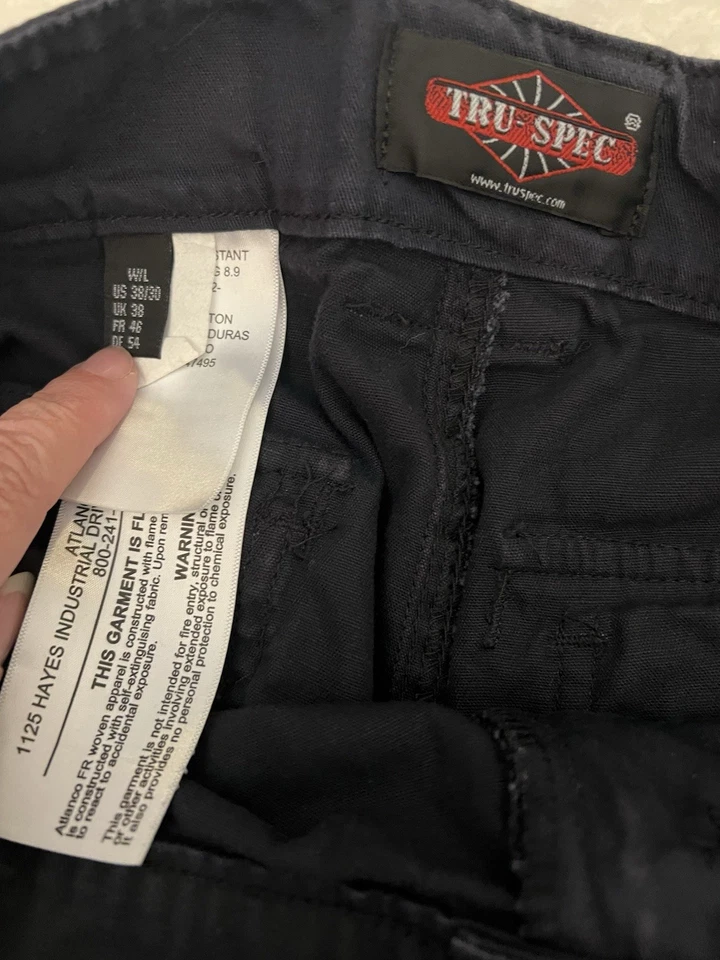 TRU-SPEC
®
www.truspec.com
W/L
US 38/30
UK 38
FR 46
DE 54
STANT
8.9
2-
TON
DURAS
O
7495
ATLAN
1125 HAYES INDUSTRIAL DRI
800-241-
THIS GARMENT IS FL
Atlanco FR woven apparel is constructed with flame
is constructed with self-extinguishing fabric. Upon rem
to react to accidental exposure.
WARNIN
This garment is not intended for fire entry, structural o
or other activities involving extended exposure to flame o
It also provides no personal protection to chemical exposure.